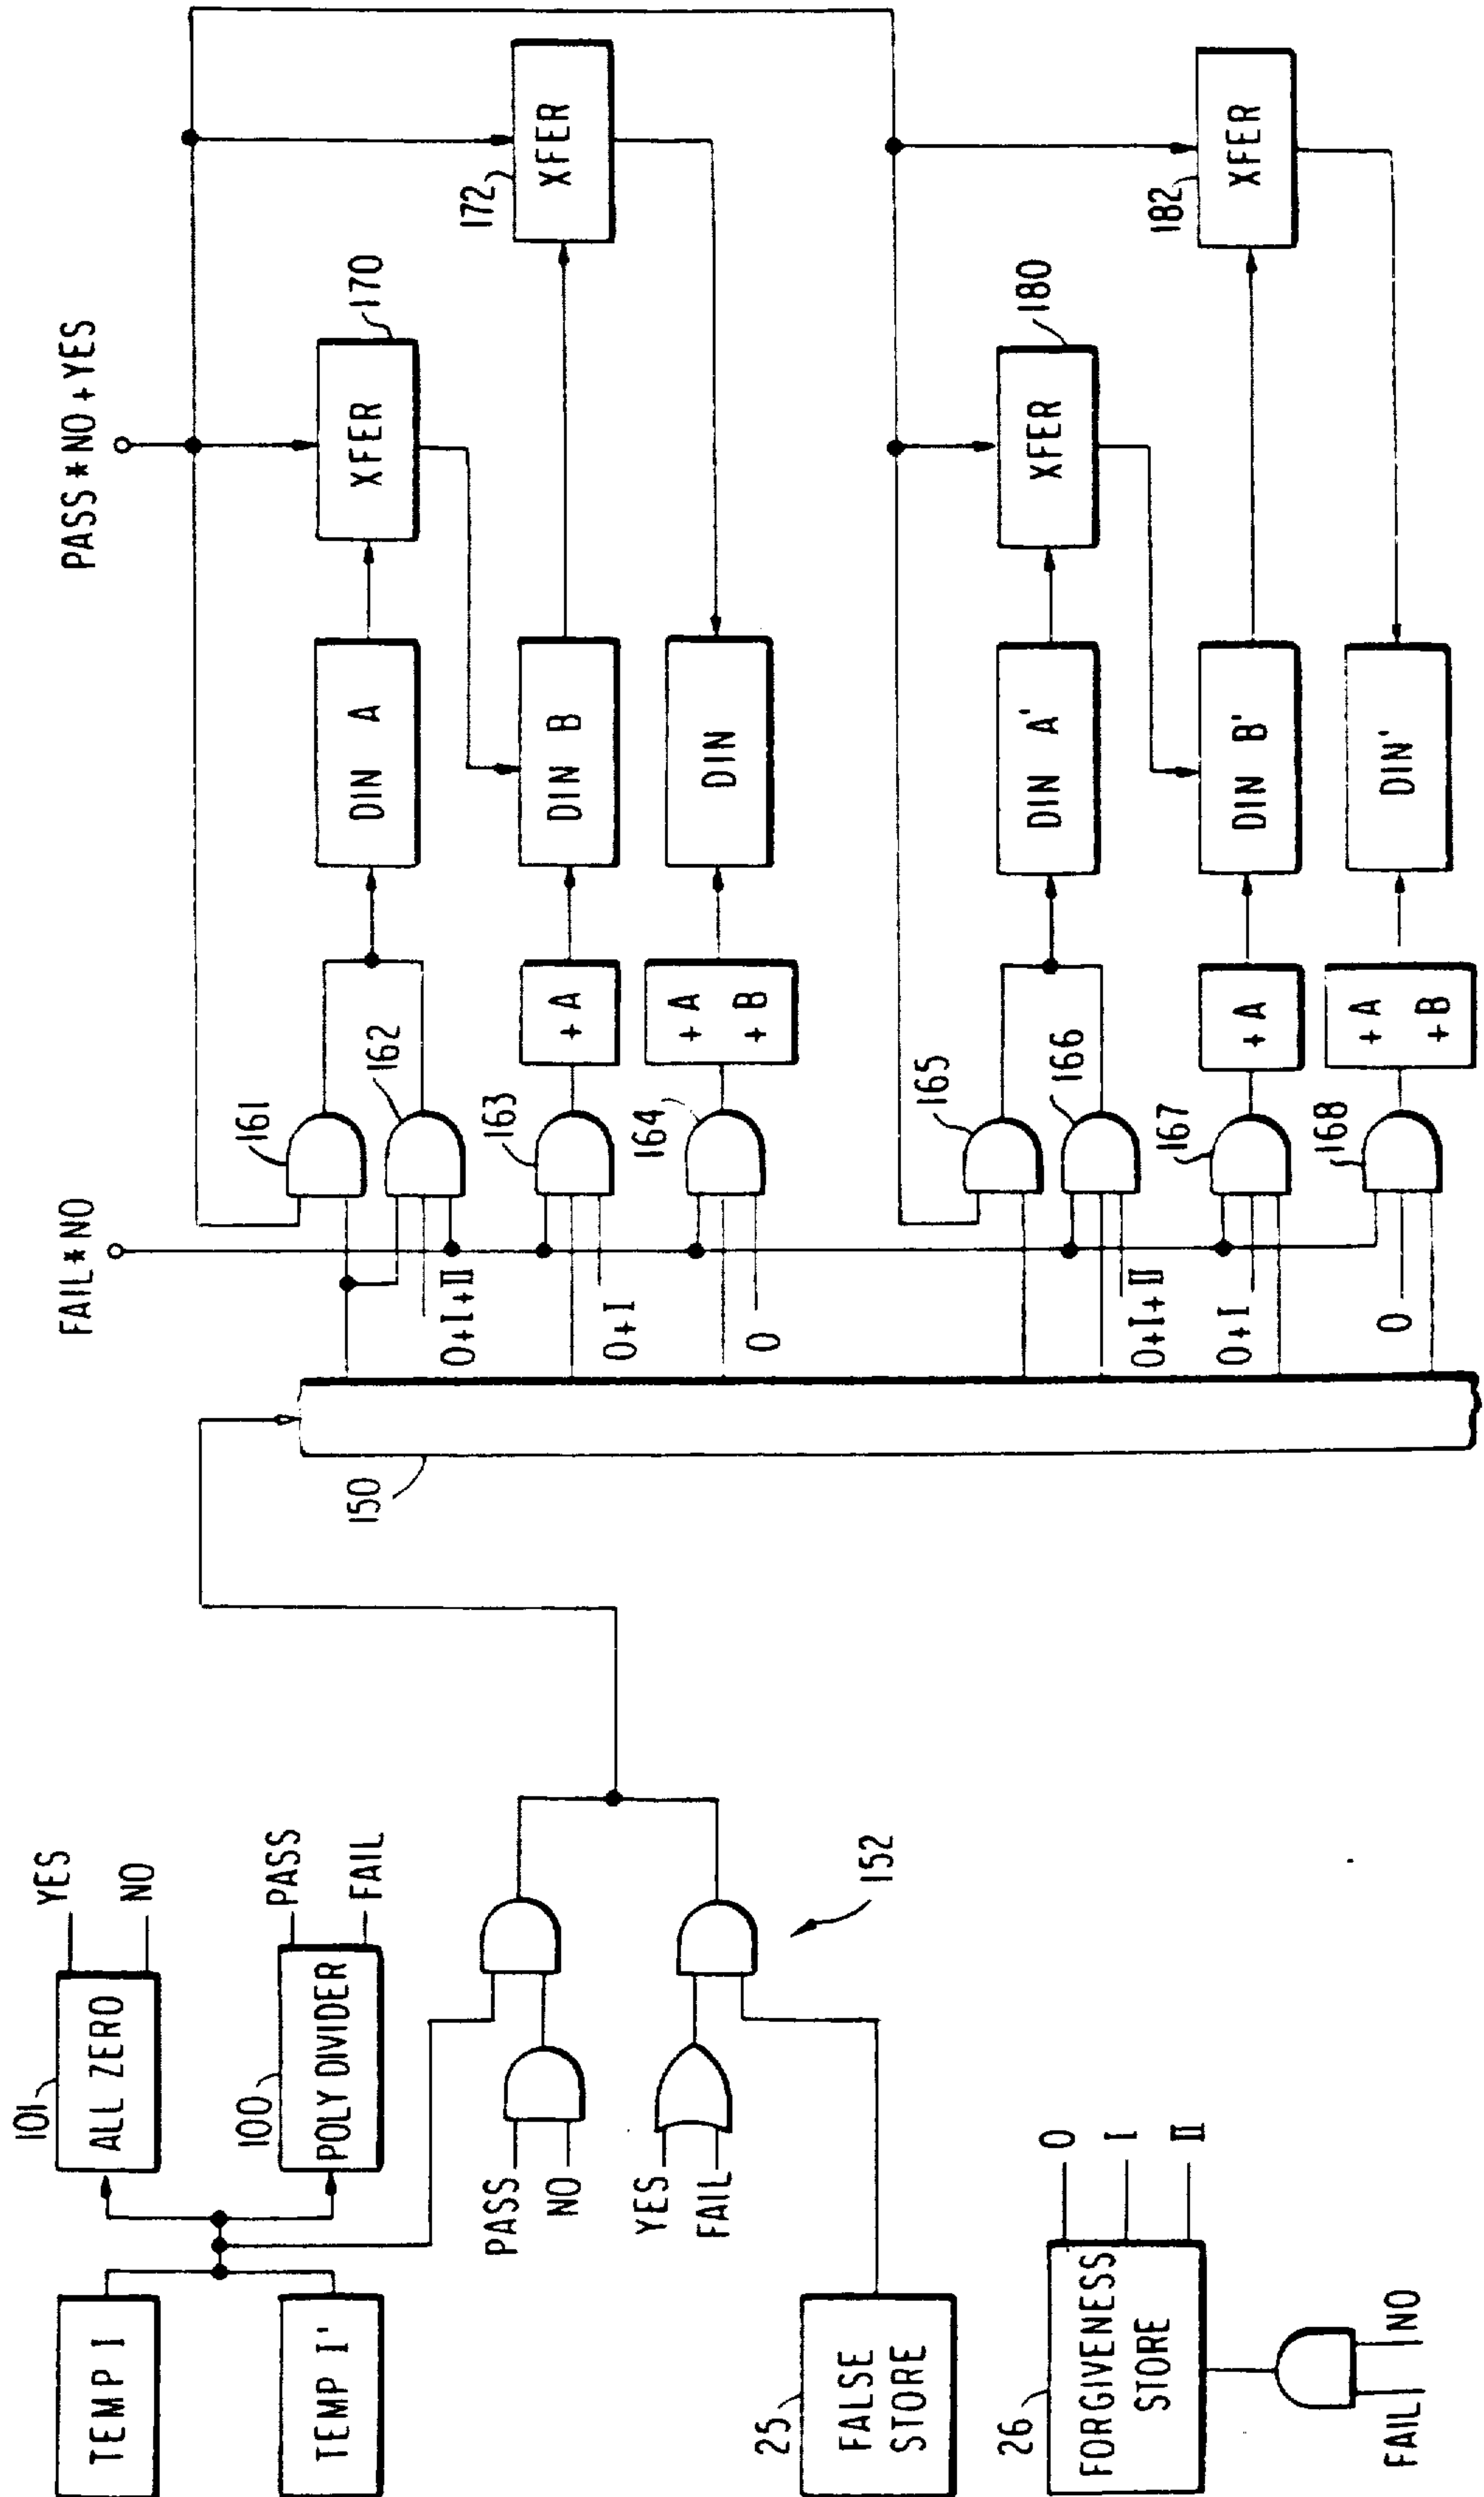 TEMP I
TEMP I'
101
ALL ZERO
YES
NO
100
POLY DIVIDER
PASS
FAIL
PASS
NO
YES
FAIL
152
25
FALSE
STORE
26
FORGIVENESS
STORE
0
I
II
FAIL
NO
150
FAIL*NO
PASS*NO+YES
161
162
0+I+II
DIN A
XFER
170
163
0+I
+A
DIN B
XFER
172
164
0
+A
+B
DIN
165
166
0+I+II
DIN A'
XFER
180
167
0+I
+A
DIN B'
XFER
182
168
0
+A
+B
DIN'